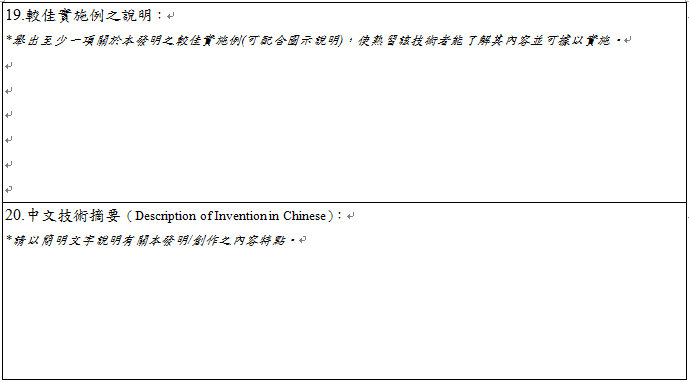 19.較佳實施例之說明：
*舉出至少一項關於本發明之較佳實施例(可配合圖示說明)，使熟習該技術者能了解其內容並可據以實施。
20.中文技術摘要（Description of Invention in Chinese）：
*請以簡明文字說明有關本發明/創作之內容特點。